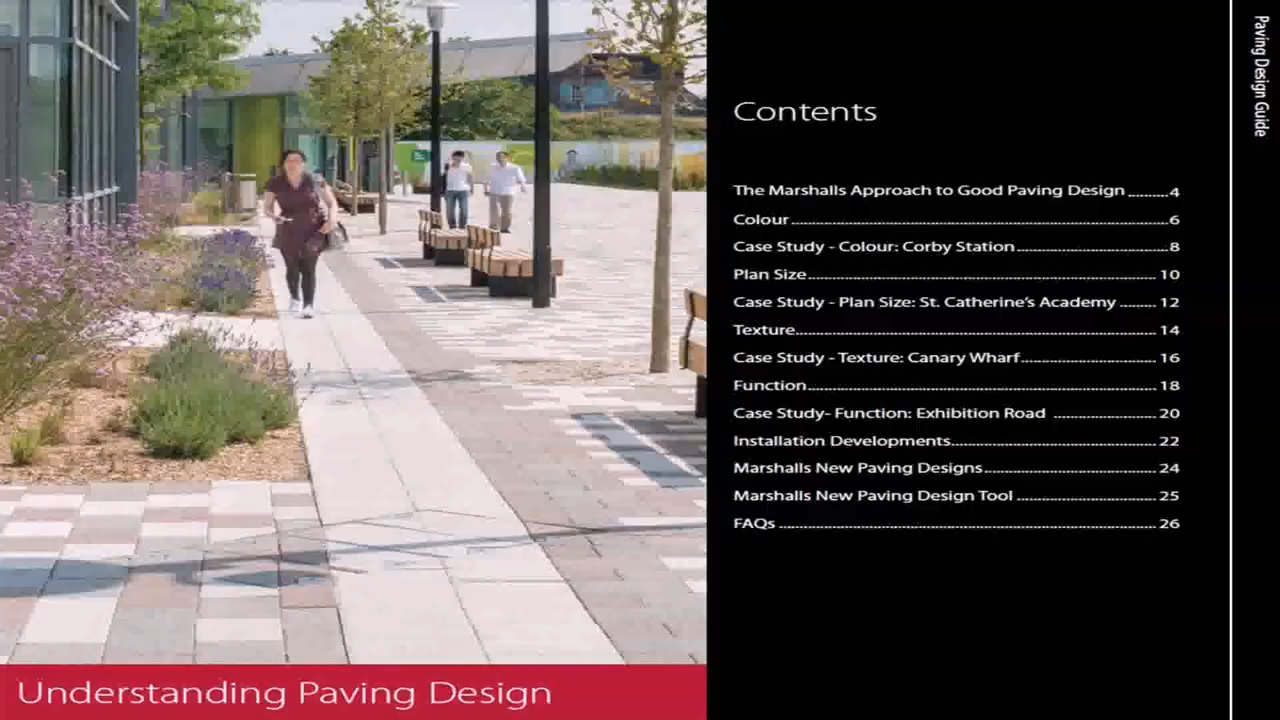 Paving Design Guide
Contents
The Marshalls Approach to Good Paving Design ..........4
Colour..........6
Case Study - Colour: Corby Station..........8
Plan Size..........10
Case Study - Plan Size: St. Catherine’s Academy ..........12
Texture..........14
Case Study - Texture: Canary Wharf..........16
Function..........18
Case Study- Function: Exhibition Road ..........20
Installation Developments..........22
Marshalls New Paving Designs..........24
Marshalls New Paving Design Tool ..........25
FAQs ..........26
Understanding Paving Design